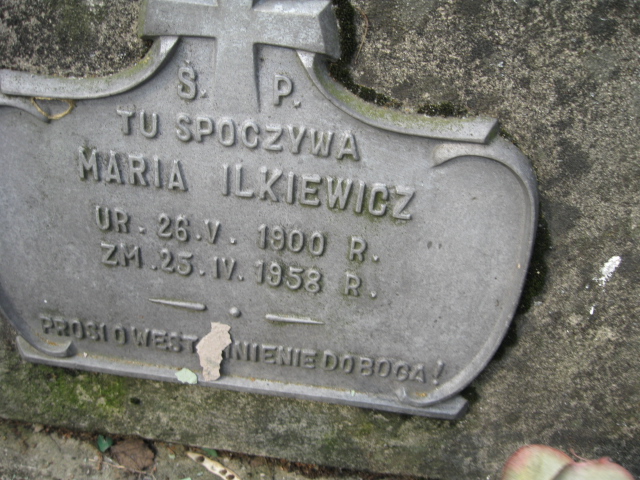 Ś. P.
TU SPOCZYWA
MARIA ILKIEWICZ
UR. 26.V. 1900 R.
ZM. 25.IV. 1958 R.
PROSI O DO BOGA!